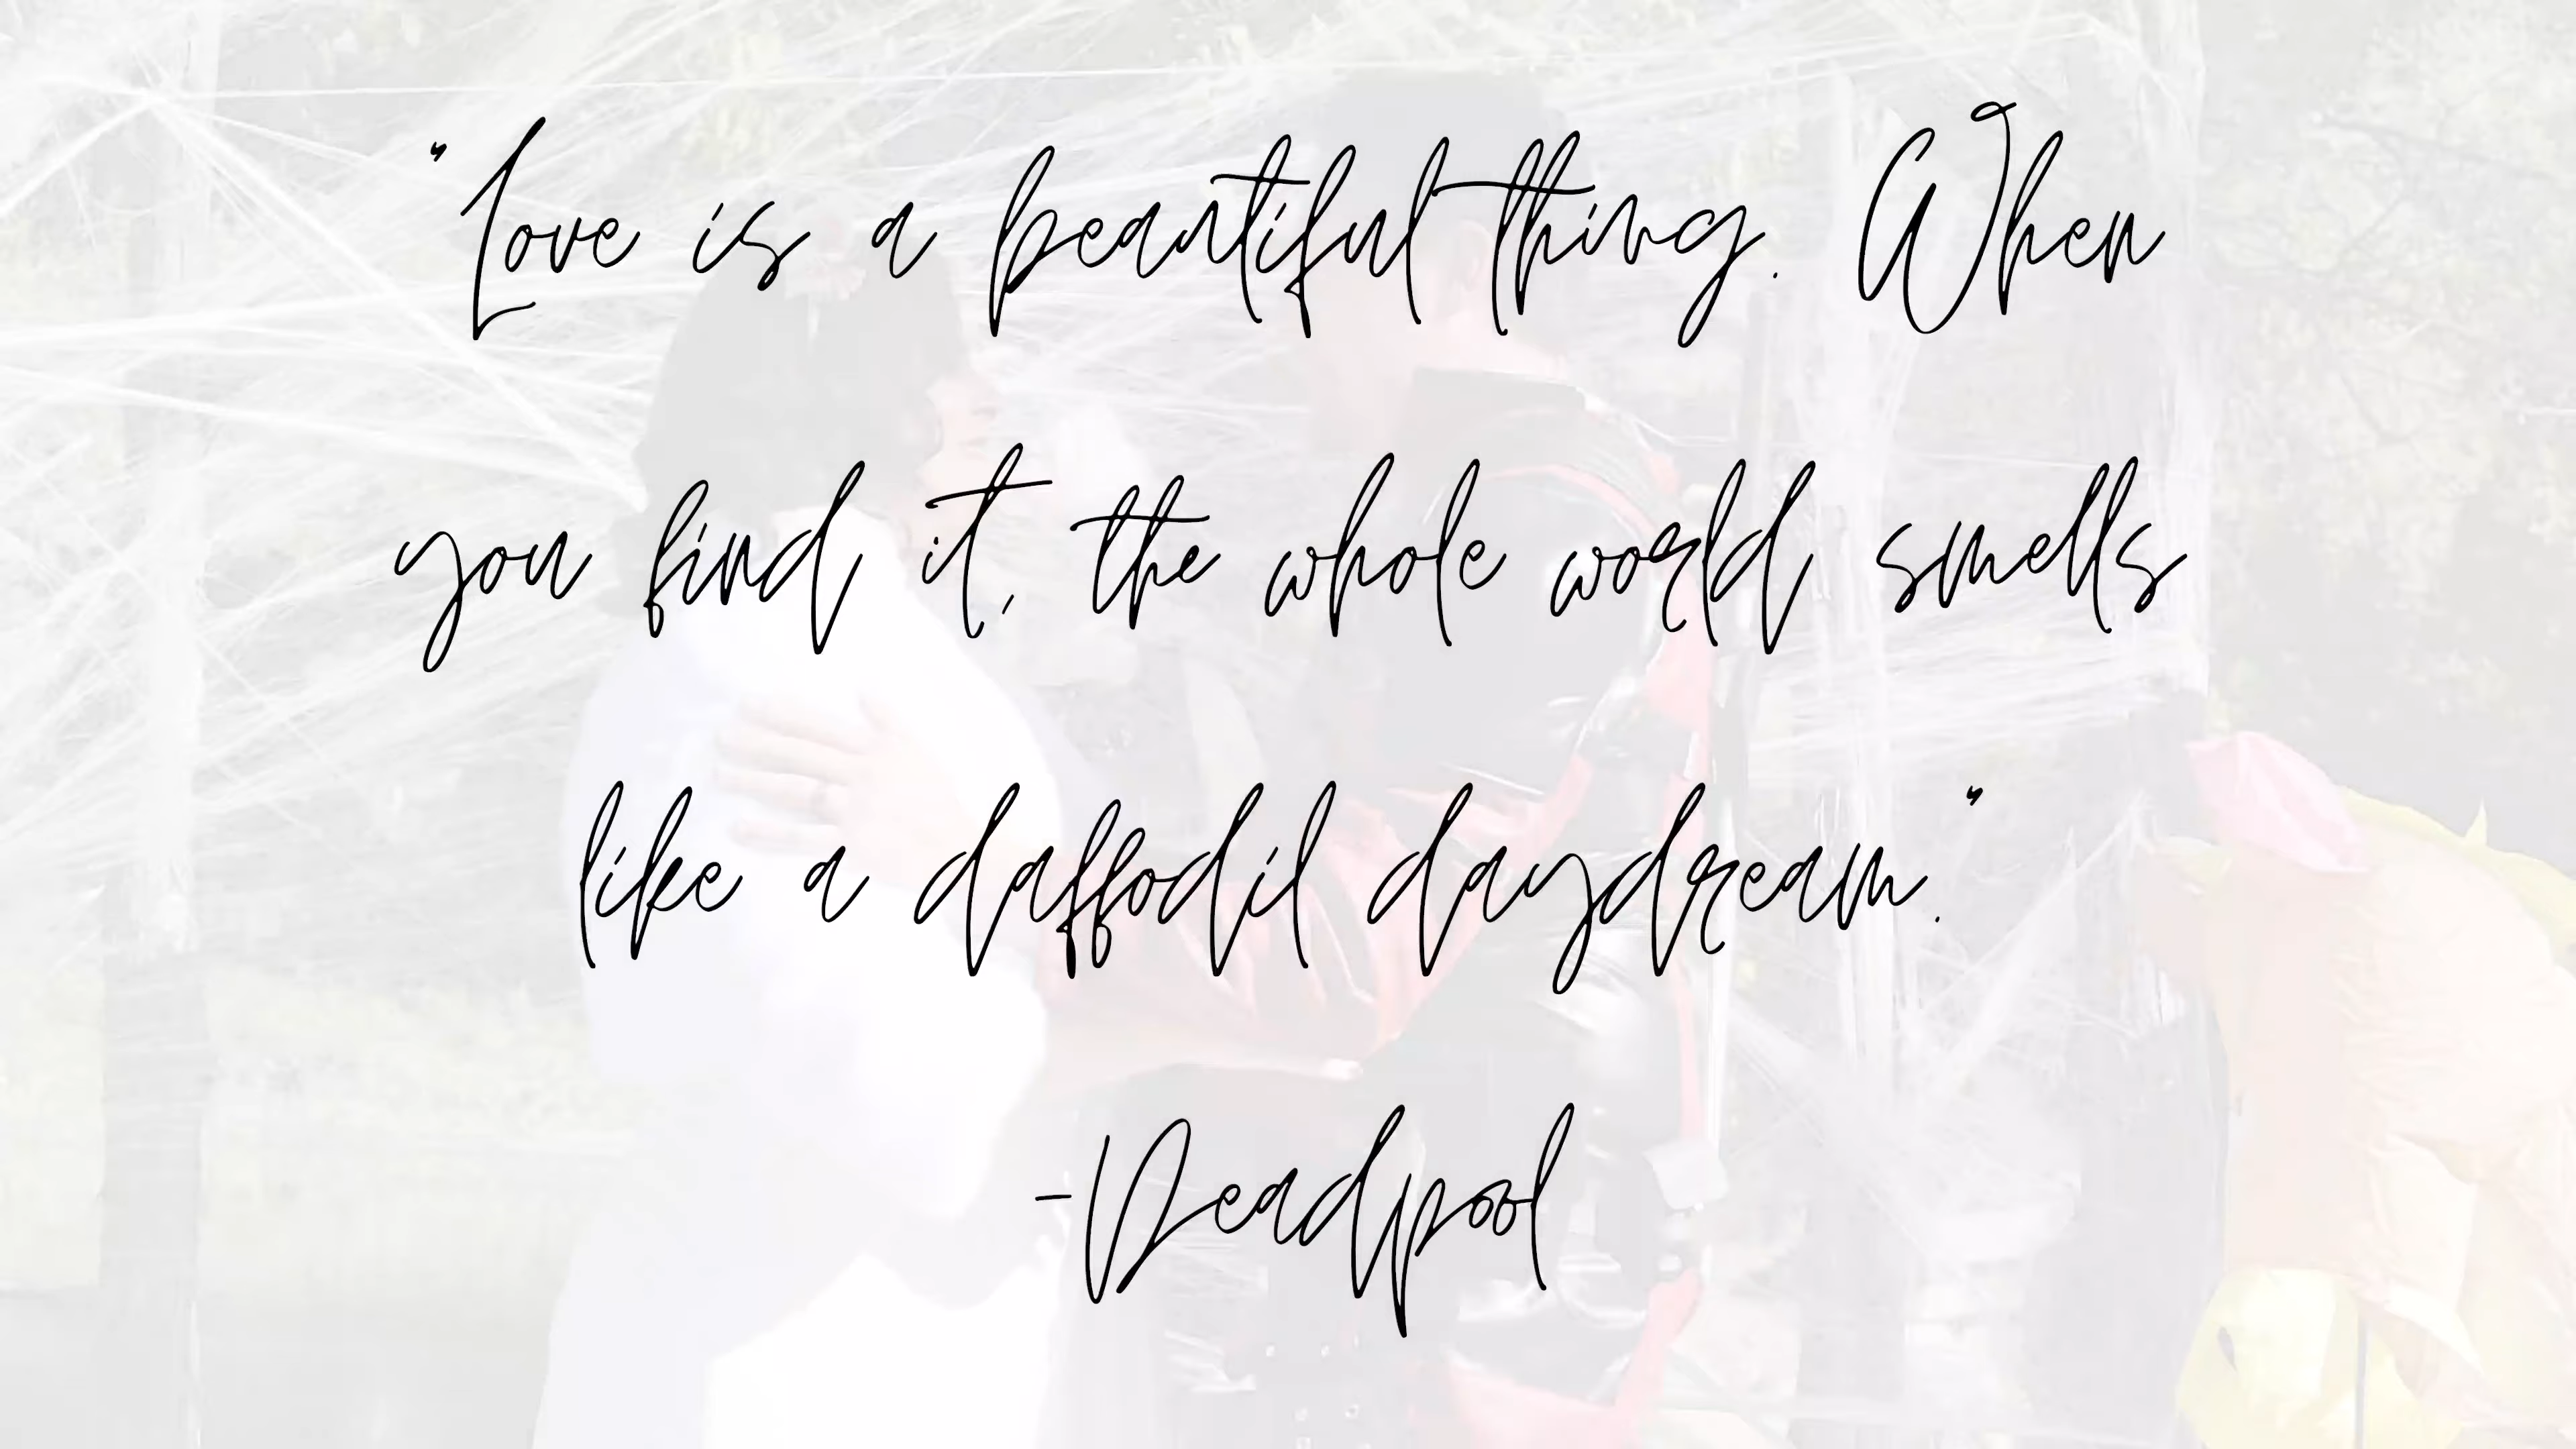 "Love is a beautiful thing. When
you find it, the whole world smells
like a daffodil daydream."
-Deadpool